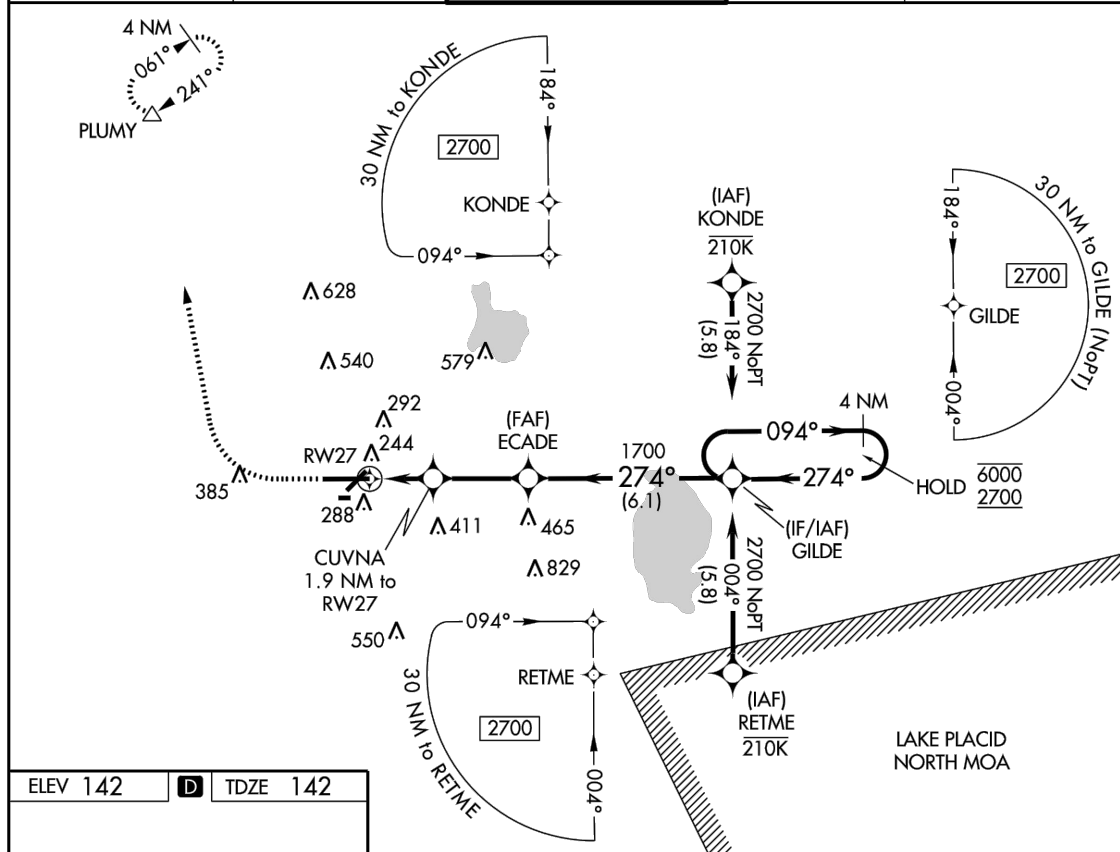 4 NM
061°
241°
PLUMY
30 NM to KONDE
184°
2700
KONDE
094°
(IAF)
KONDE
210K
2700 NoPT
184°
(5.8)
184°
30 NM to GILDE (NoPT)
2700
GILDE
004°
628
540
579
292
244
RW27
385
288
(FAF)
ECADE
1700
274°
(6.1)
4 NM
094°
274°
HOLD
6000
2700
(IF/IAF)
GILDE
411
465
829
CUVNA
1.9 NM to
RW27
550
2700 NoPT
004°
(5.8)
094°
RETME
30 NM to RETME
2700
004°
(IAF)
RETME
210K
LAKE PLACID
NORTH MOA
ELEV 142
D
TDZE 142